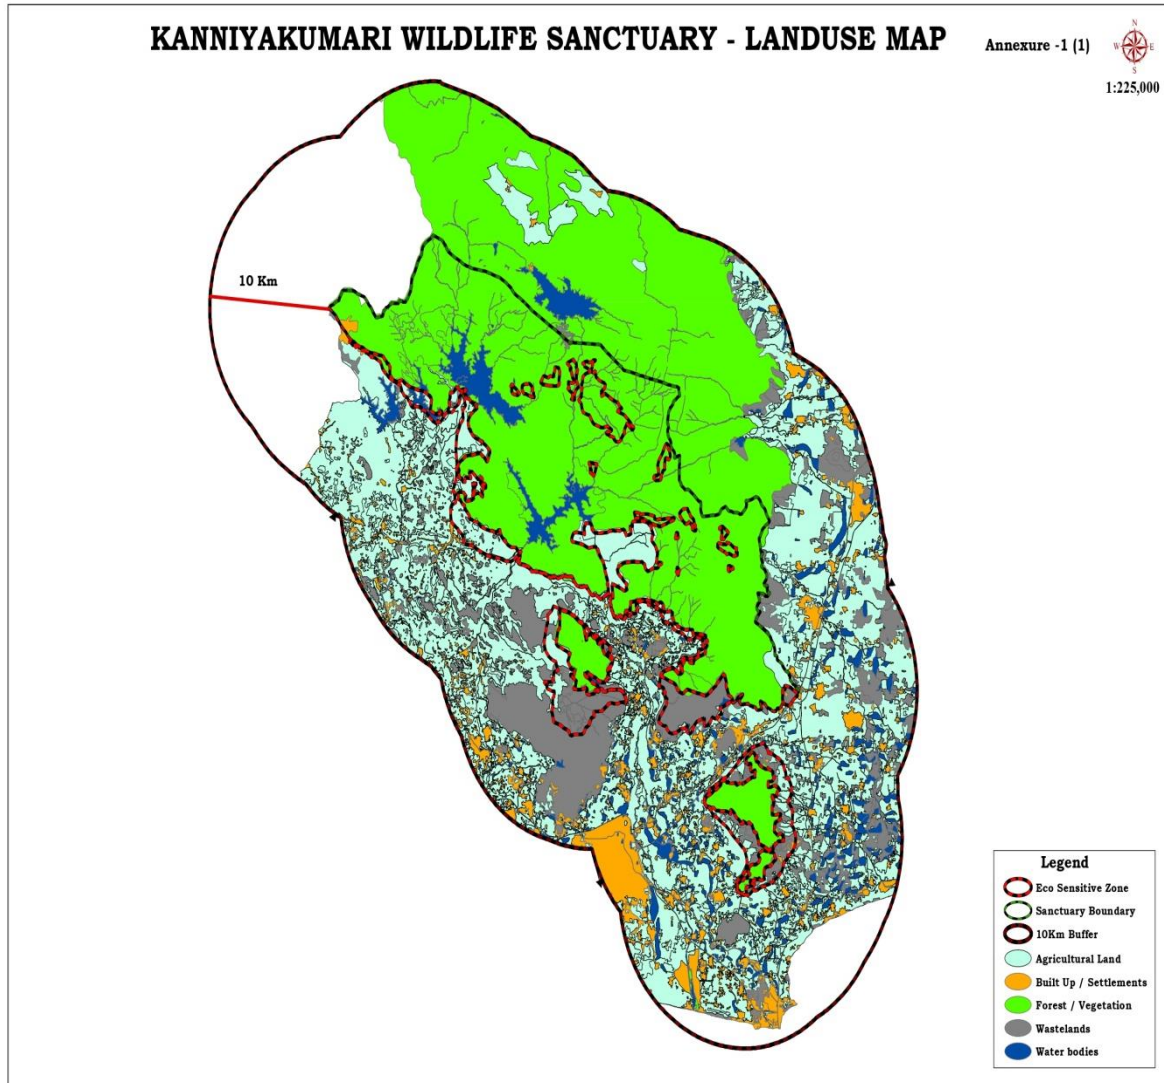 KANNIYAKUMARI WILDLIFE SANCTUARY - LANDUSE MAP
Annexure -1 (1)
N
W E
S
1:225,000
10 Km
Legend
Eco Sensitive Zone
Sanctuary Boundary
10Km Buffer
Agricultural Land
Built Up / Settlements
Forest / Vegetation
Wastelands
Water bodies